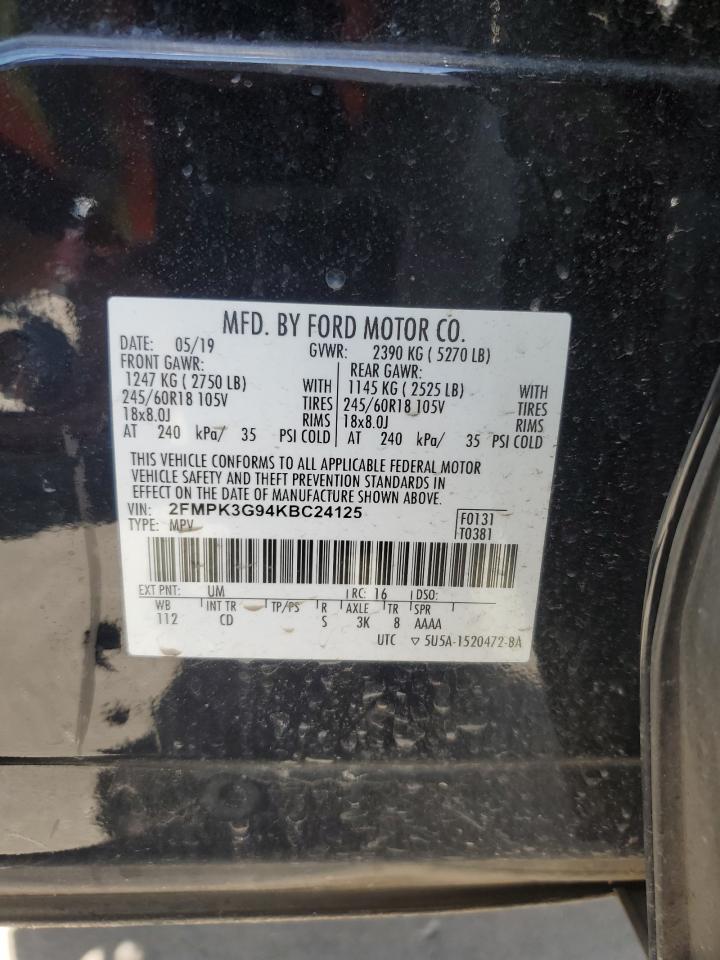 MFD. BY FORD MOTOR CO.
DATE: 05/19 GVWR: 2390 KG ( 5270 LB)
FRONT GAWR: REAR GAWR:
1247 KG ( 2750 LB) WITH 1145 KG ( 2525 LB) WITH
245/60R18 105V TIRES 245/60R18 105V TIRES
18x8.0J RIMS 18x8.0J RIMS
AT 240 kPa/ 35 PSI COLD AT 240 kPa/ 35 PSI COLD
THIS VEHICLE CONFORMS TO ALL APPLICABLE FEDERAL MOTOR
VEHICLE SAFETY AND THEFT PREVENTION STANDARDS IN
EFFECT ON THE DATE OF MANUFACTURE SHOWN ABOVE.
VIN: 2FMPK3G94KBC24125
TYPE: MPV
F0131
T0381
EXT PNT: UM RC: 16 DSO:
WB INT TR TP/PS R AXLE TR SPR
112 CD S 3K 8 AAAA
UTC ▽ 5U5A-1520472-BA